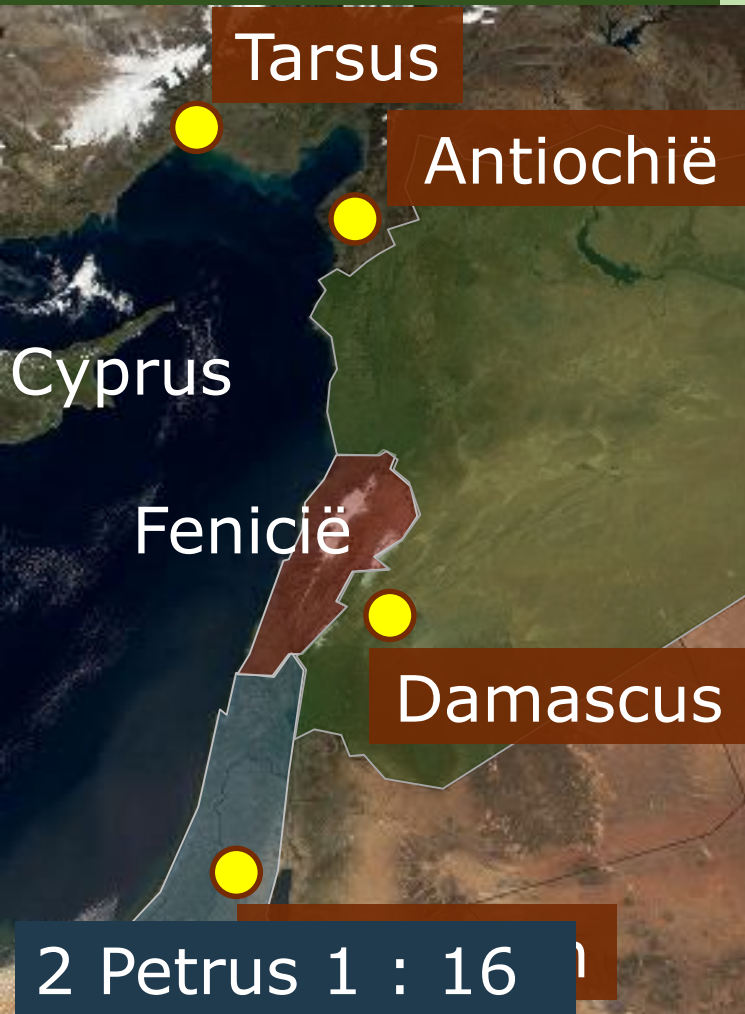 Tarsus
Antiochië
Cyprus
Fenicië
Damascus
2 Petrus 1 : 16